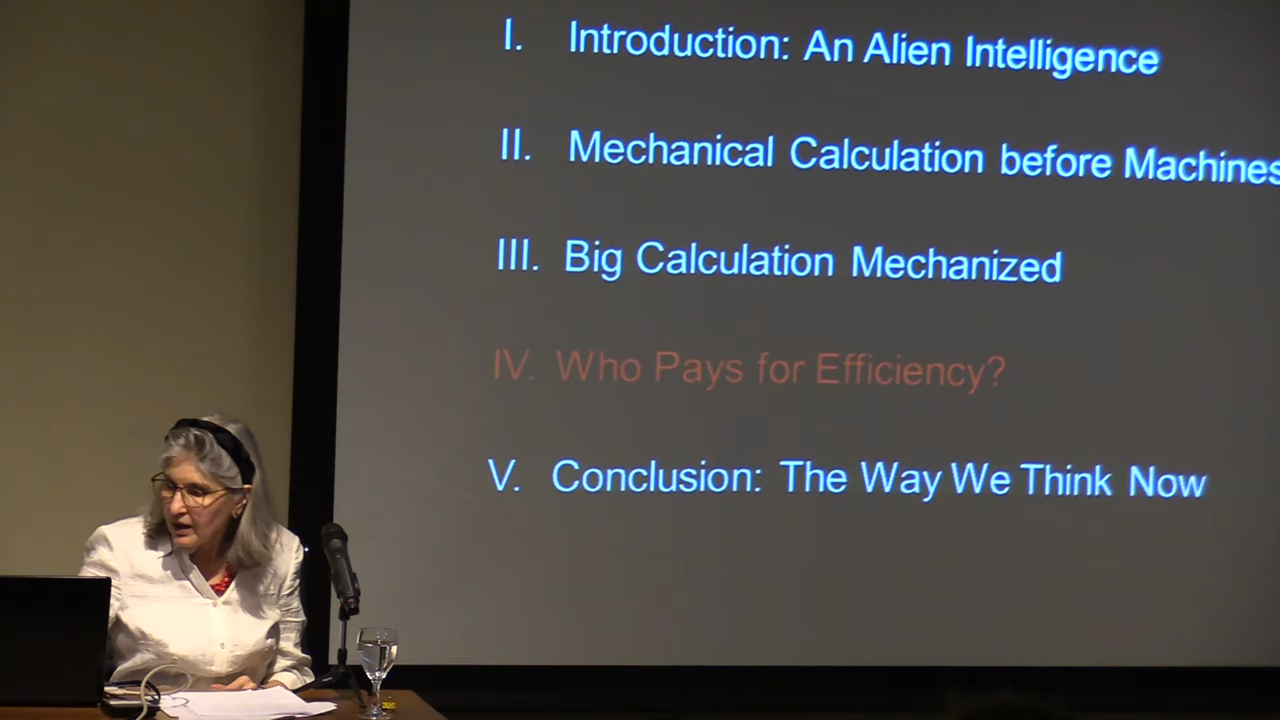 I. Introduction: An Alien Intelligence
II. Mechanical Calculation before Machines
III. Big Calculation Mechanized
IV. Who Pays for Efficiency?
V. Conclusion: The Way We Think Now